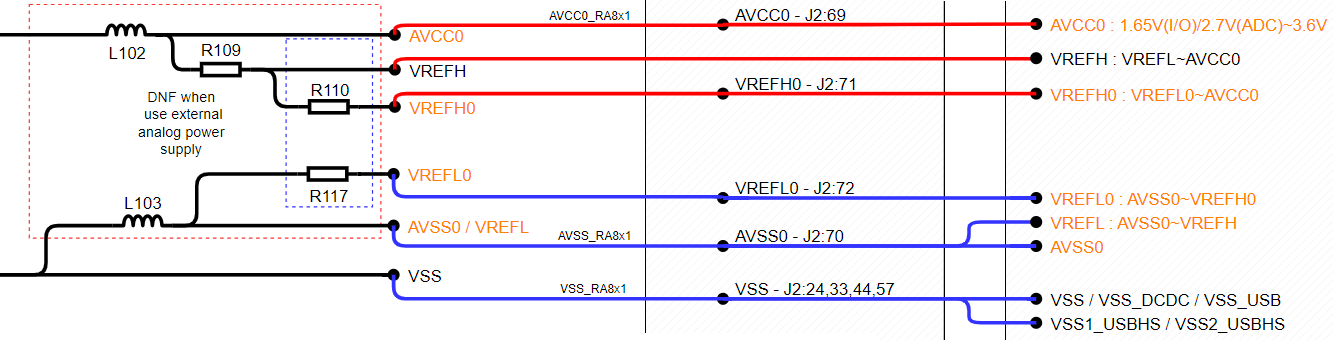 AVCC0_RA8x1
AVCC0 - J2:69
AVCC0 : 1.65V(I/O)/2.7V(ADC)~3.6V
L102
R109
AVCC0
VREFH
VREFH : VREFL~AVCC0
R110
VREFH0 - J2:71
VREFH0
VREFH0 : VREFL0~AVCC0
DNF when
use external
analog power
supply
VREFL0
R117
VREFL0 - J2:72
VREFL0 : AVSS0~VREFH0
L103
AVSS0 / VREFL
AVSS_RA8x1
AVSS0 - J2:70
VREFL : AVSS0~VREFH
AVSS0
VSS
VSS_RA8x1
VSS - J2:24,33,44,57
VSS / VSS_DCDC / VSS_USB
VSS1_USBHS / VSS2_USBHS